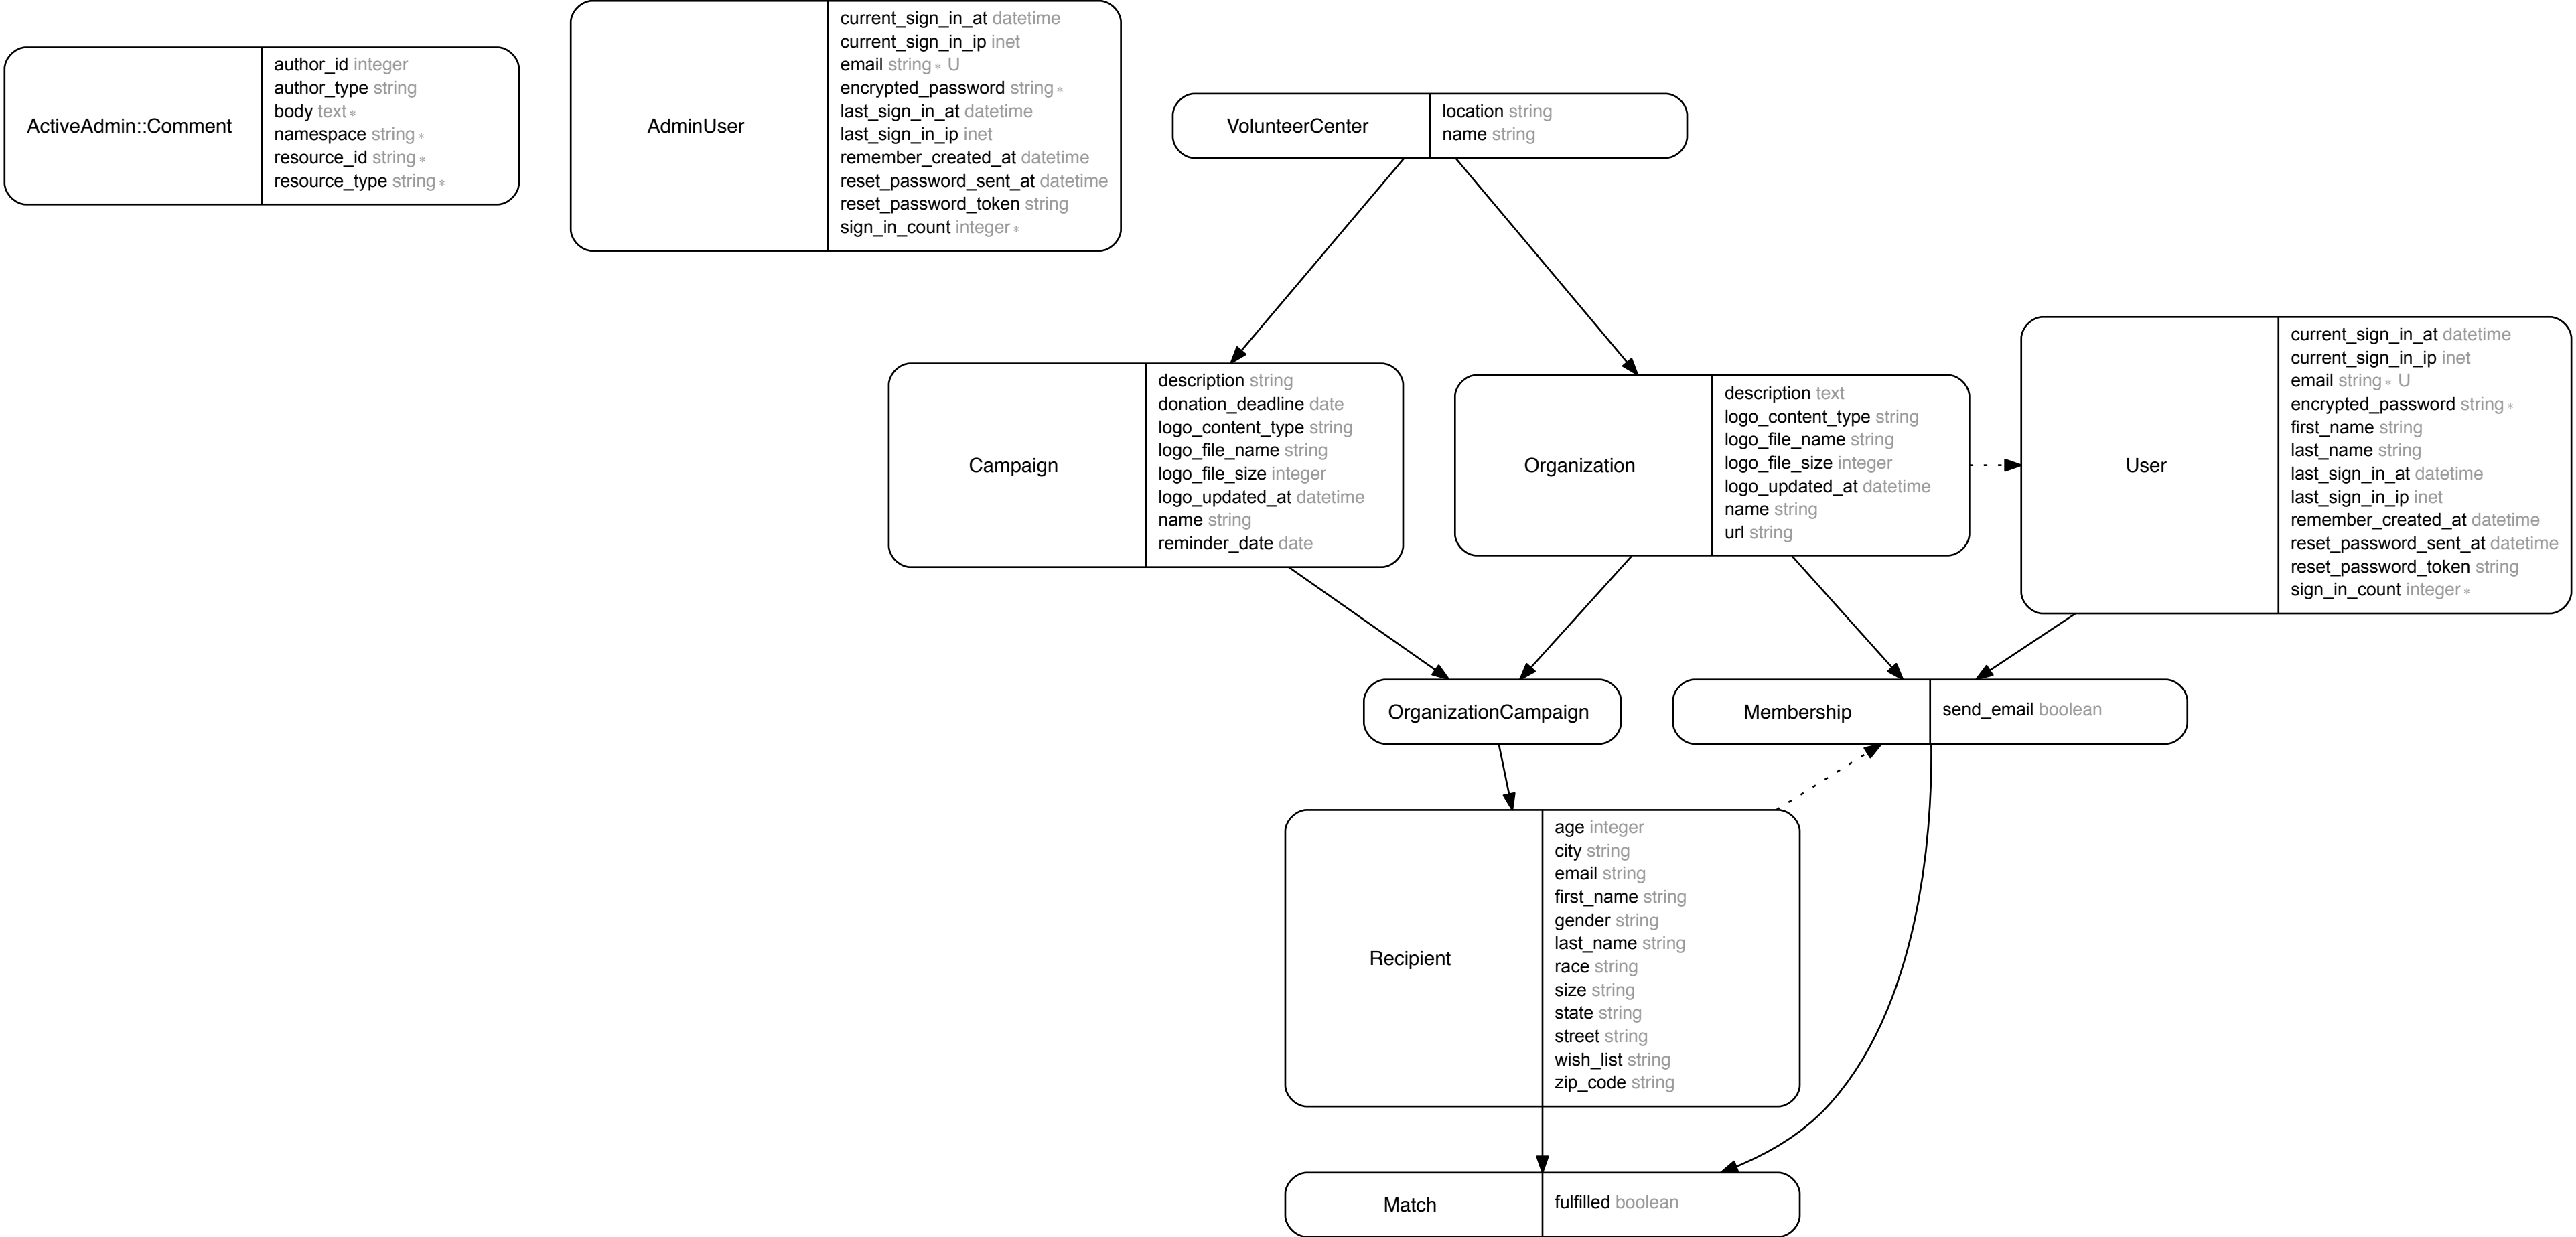 ActiveAdmin::Comment
author_id integer
author_type string
body text *
namespace string *
resource_id string *
resource_type string *
AdminUser
current_sign_in_at datetime
current_sign_in_ip inet
email string * U
encrypted_password string *
last_sign_in_at datetime
last_sign_in_ip inet
remember_created_at datetime
reset_password_sent_at datetime
reset_password_token string
sign_in_count integer *
VolunteerCenter
location string
name string
Campaign
description string
donation_deadline date
logo_content_type string
logo_file_name string
logo_file_size integer
logo_updated_at datetime
name string
reminder_date date
Organization
description text
logo_content_type string
logo_file_name string
logo_file_size integer
logo_updated_at datetime
name string
url string
User
current_sign_in_at datetime
current_sign_in_ip inet
email string * U
encrypted_password string *
first_name string
last_name string
last_sign_in_at datetime
last_sign_in_ip inet
remember_created_at datetime
reset_password_sent_at datetime
reset_password_token string
sign_in_count integer *
OrganizationCampaign
Membership
send_email boolean
Recipient
age integer
city string
email string
first_name string
gender string
last_name string
race string
size string
state string
street string
wish_list string
zip_code string
Match
fulfilled boolean